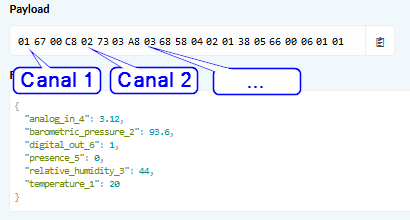 Payload
01 67 00 C8 02 73 03 A8 03 68 58 04 02 01 38 05 66 00 06 01 01
Canal 1 Canal 2 ...
{
"analog_in_4": 3.12,
"barometric_pressure_2": 93.6,
"digital_out_6": 1,
"presence_5": 0,
"relative_humidity_3": 44,
"temperature_1": 20
}